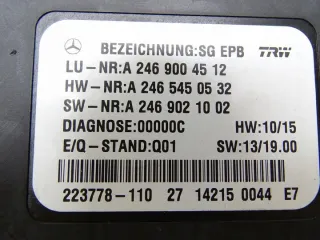 BEZEICHNUNG:SG EPB TRW
LU-NR:A 246 900 45 12
HW-NR:A 246 545 05 32
SW-NR:A 246 902 10 02
DIAGNOSE:00000C HW:10/15
E/Q-STAND:Q01 SW:13/19.00
223778-110 27 14215 0044 E7